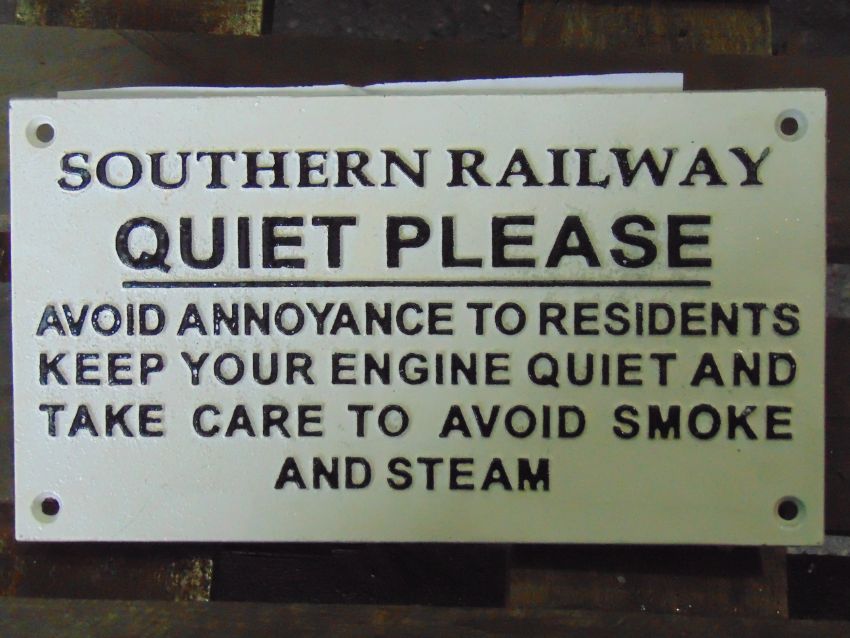 SOUTHERN RAILWAY
QUIET PLEASE
AVOID ANNOYANCE TO RESIDENTS
KEEP YOUR ENGINE QUIET AND
TAKE CARE TO AVOID SMOKE
AND STEAM